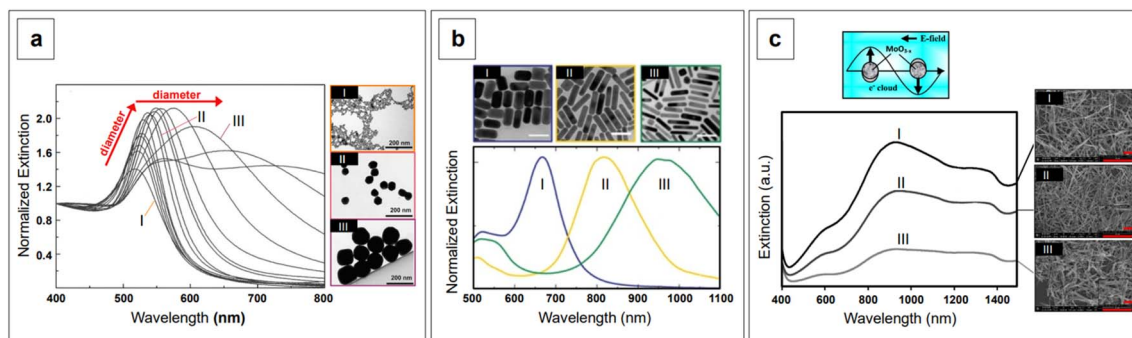 a
diameter
diameter
II
III
I
2.0
1.6
1.2
0.8
0.4
Normalized Extinction
400 500 600 700 800
Wavelength (nm)
I
200 nm
II
200 nm
III
200 nm
b
I
II
III
I
II
III
Normalized Extinction
500 600 700 800 900 1000 1100
Wavelength (nm)
c
E-field
MoO3-x
e- cloud
I
II
III
Extinction (a.u.)
400 600 800 1000 1200 1400
Wavelength (nm)
I
II
III